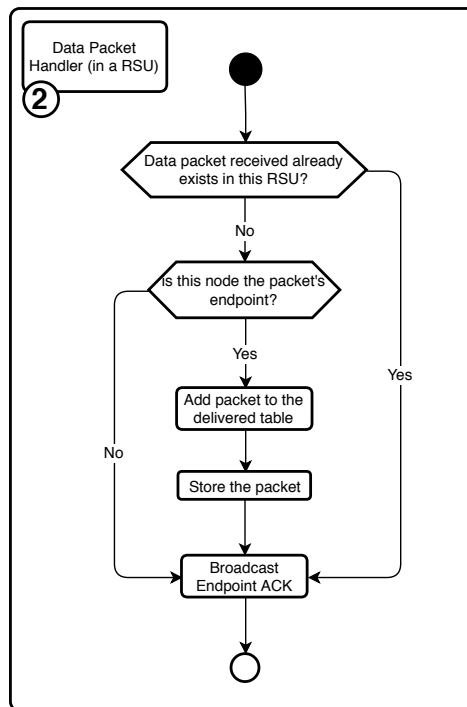 Data Packet
Handler (in a RSU)
2
Data packet received already
exists in this RSU?
No
is this node the packet's
endpoint?
Yes
Yes
Add packet to the
delivered table
No
Store the packet
Broadcast
Endpoint ACK